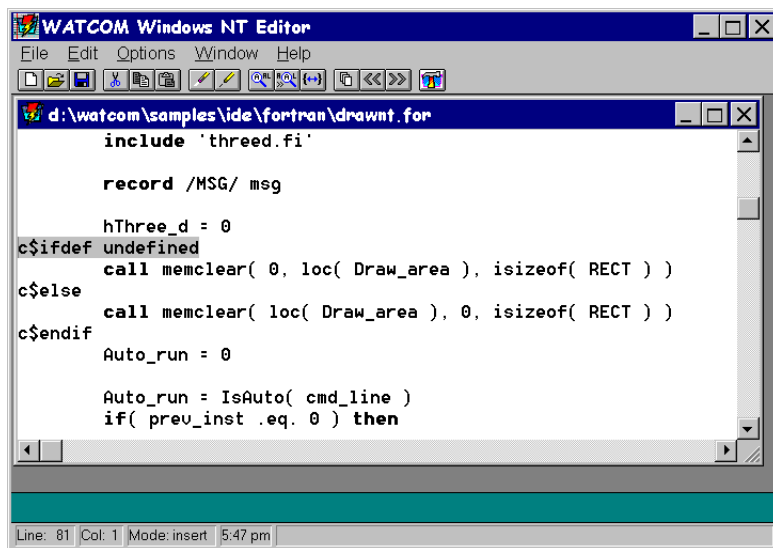 WATCOM Windows NT Editor
File Edit Options Window Help
d:\watcom\samples\ide\fortran\drawnt.for
include 'threed.fi'
record /MSG/ msg
hThree_d = 0
c$ifdef undefined
call memclear( 0, loc( Draw_area ), isizeof( RECT ) )
c$else
call memclear( loc( Draw_area ), 0, isizeof( RECT ) )
c$endif
Auto_run = 0
Auto_run = IsAuto( cmd_line )
if( prev_inst .eq. 0 ) then
Line: 81 Col: 1 Mode: insert 5:47 pm